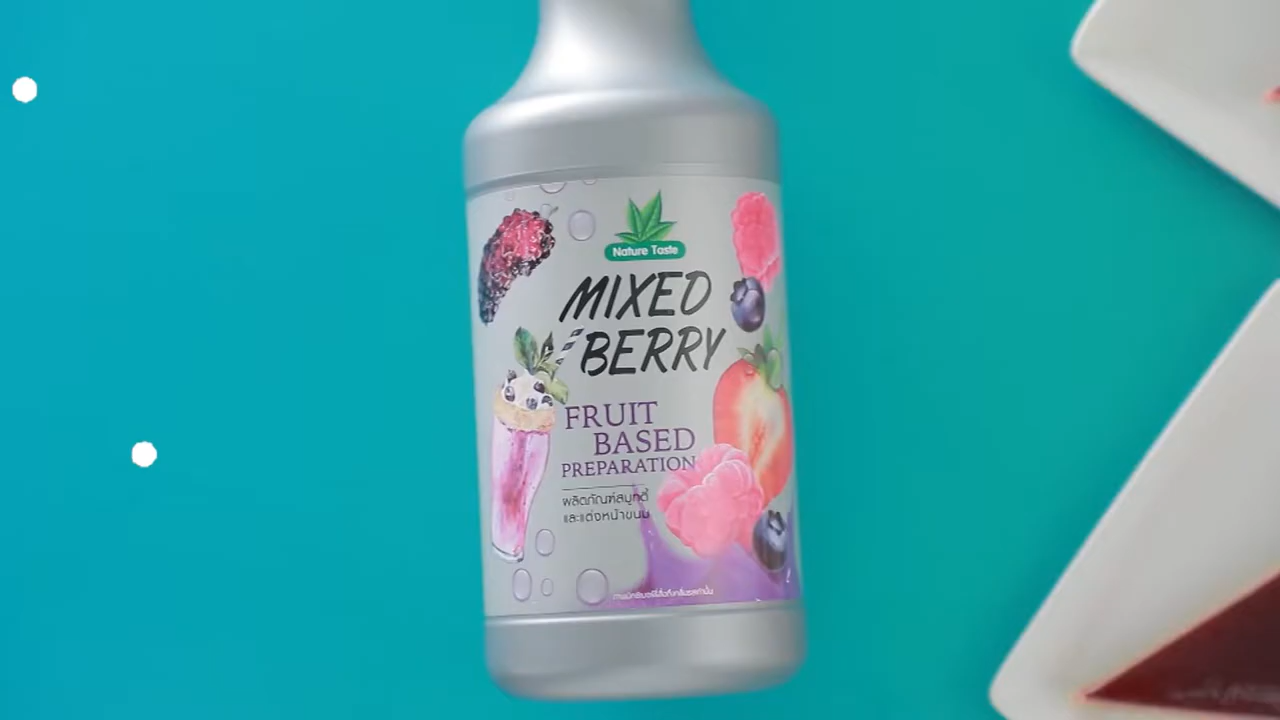 Nature Taste
MIXED
BERRY
FRUIT
BASED
PREPARATION
ผลิตภัณฑ์สมูทตี้
และแต่งหน้าขนม